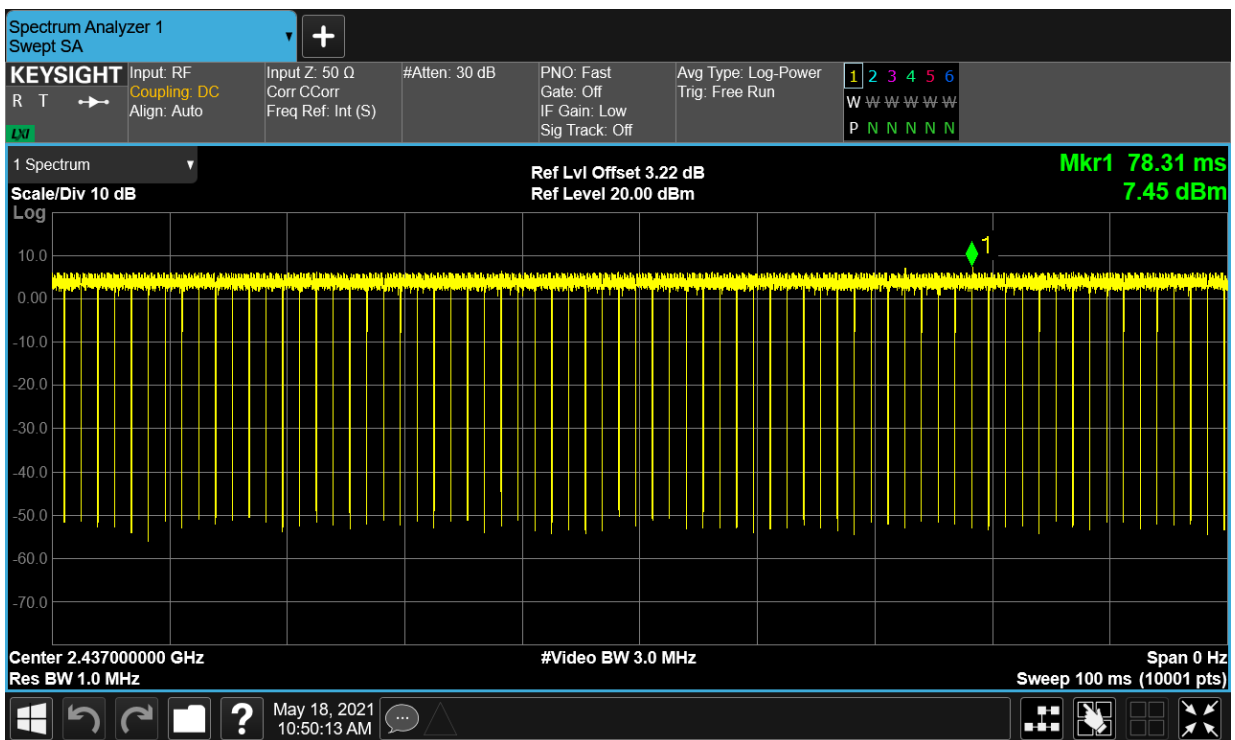 Spectrum Analyzer 1
Swept SA
▼
+
KEYSIGHT
R T
LXI
Input: RF
Coupling: DC
Align: Auto
Input Z: 50 Ω
Corr CCorr
Freq Ref: Int (S)
#Atten: 30 dB
PNO: Fast
Gate: Off
IF Gain: Low
Sig Track: Off
Avg Type: Log-Power
Trig: Free Run
1 2 3 4 5 6
W W W W W W
P N N N N N
1 Spectrum ▼
Scale/Div 10 dB
Log
Ref Lvl Offset 3.22 dB
Ref Level 20.00 dBm
Mkr1 78.31 ms
7.45 dBm
1
10.0
0.00
-10.0
-20.0
-30.0
-40.0
-50.0
-60.0
-70.0
Center 2.437000000 GHz
Res BW 1.0 MHz
#Video BW 3.0 MHz
Span 0 Hz
Sweep 100 ms (10001 pts)
?
May 18, 2021
10:50:13 AM